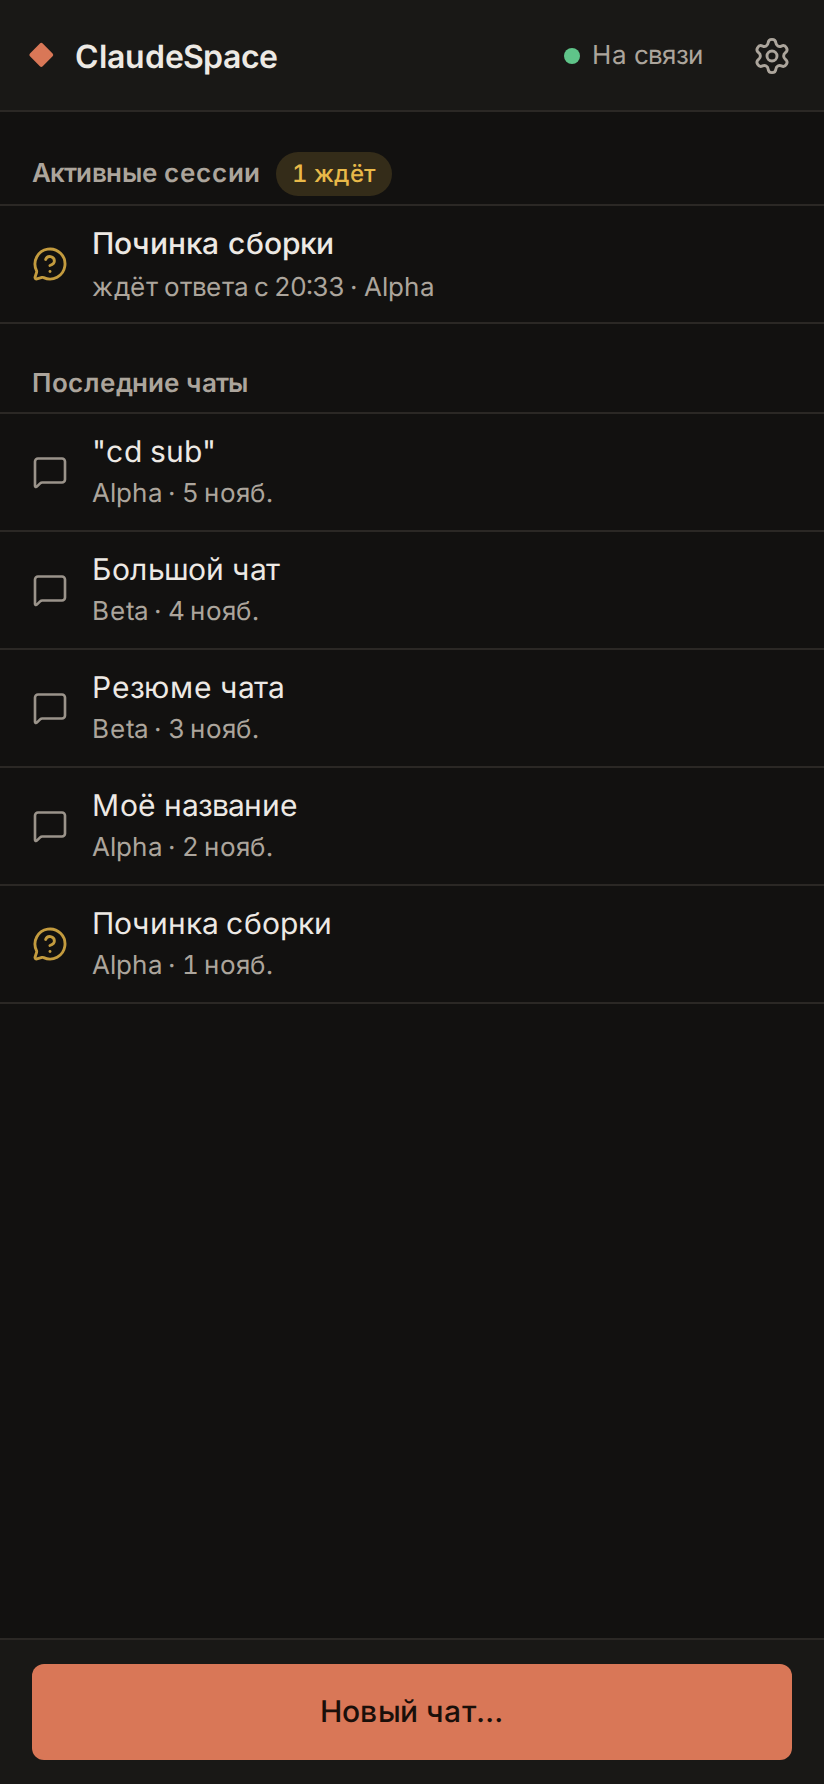 ClaudeSpace
На связи
Активные сессии
1 ждёт
Починка сборки
ждёт ответа с 20:33 · Alpha
Последние чаты
"cd sub"
Alpha · 5 нояб.
Большой чат
Beta · 4 нояб.
Резюме чата
Beta · 3 нояб.
Моё название
Alpha · 2 нояб.
Починка сборки
Alpha · 1 нояб.
Новый чат...